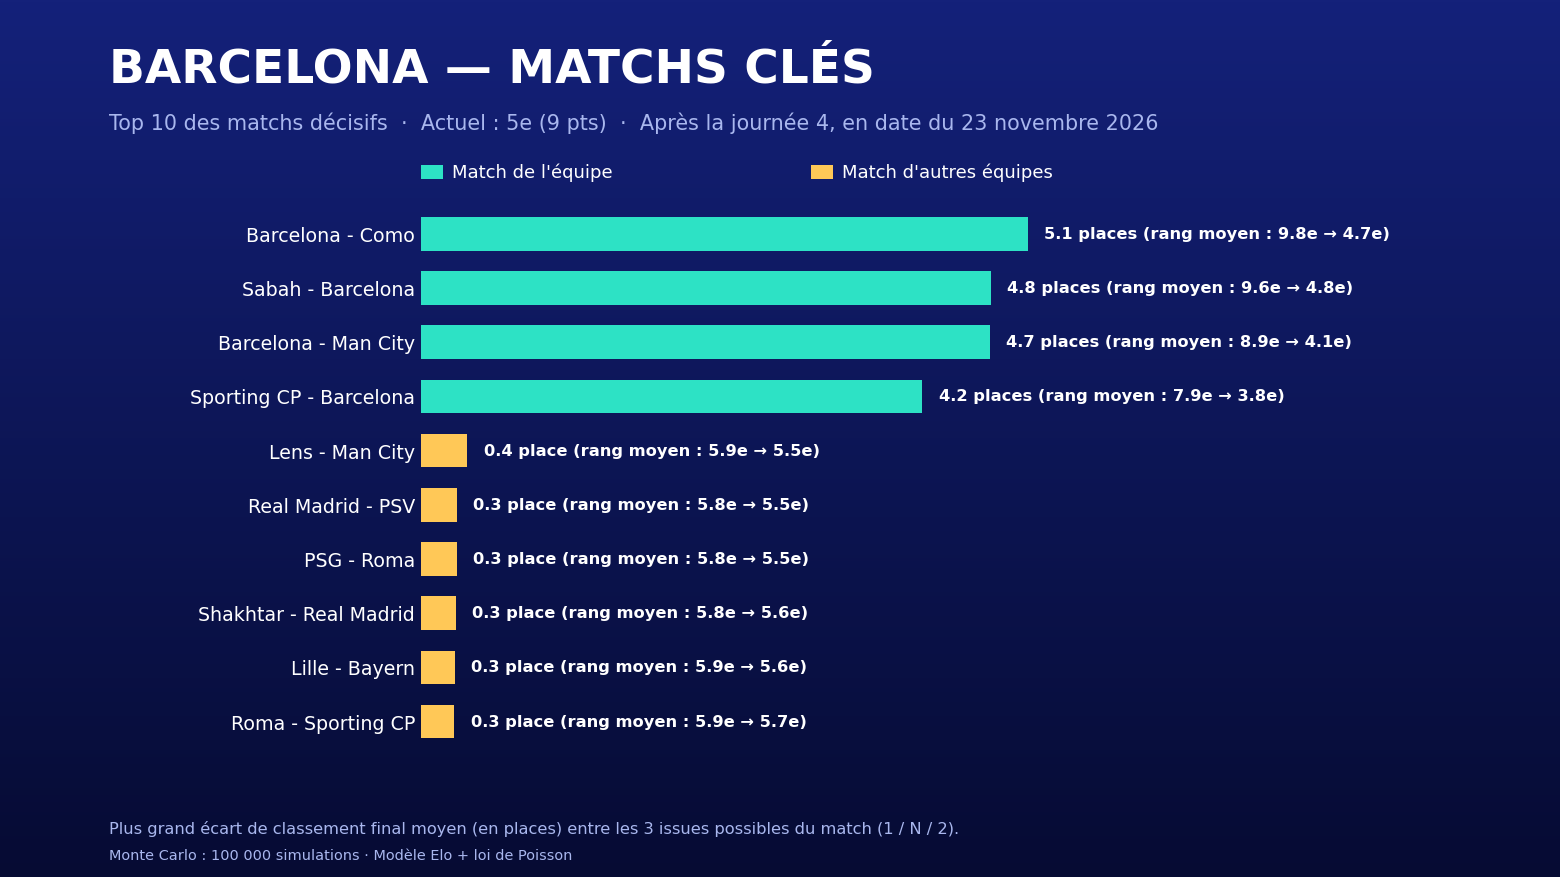 BARCELONA — MATCHS CLÉS
Top 10 des matchs décisifs · Actuel : 5e (9 pts) · Après la journée 4, en date du 23 novembre 2026
Match de l'équipe Match d'autres équipes
Barcelona - Como 5.1 places (rang moyen : 9.8e → 4.7e)
Sabah - Barcelona 4.8 places (rang moyen : 9.6e → 4.8e)
Barcelona - Man City 4.7 places (rang moyen : 8.9e → 4.1e)
Sporting CP - Barcelona 4.2 places (rang moyen : 7.9e → 3.8e)
Lens - Man City 0.4 place (rang moyen : 5.9e → 5.5e)
Real Madrid - PSV 0.3 place (rang moyen : 5.8e → 5.5e)
PSG - Roma 0.3 place (rang moyen : 5.8e → 5.5e)
Shakhtar - Real Madrid 0.3 place (rang moyen : 5.8e → 5.6e)
Lille - Bayern 0.3 place (rang moyen : 5.9e → 5.6e)
Roma - Sporting CP 0.3 place (rang moyen : 5.9e → 5.7e)
Plus grand écart de classement final moyen (en places) entre les 3 issues possibles du match (1 / N / 2).
Monte Carlo : 100 000 simulations · Modèle Elo + loi de Poisson